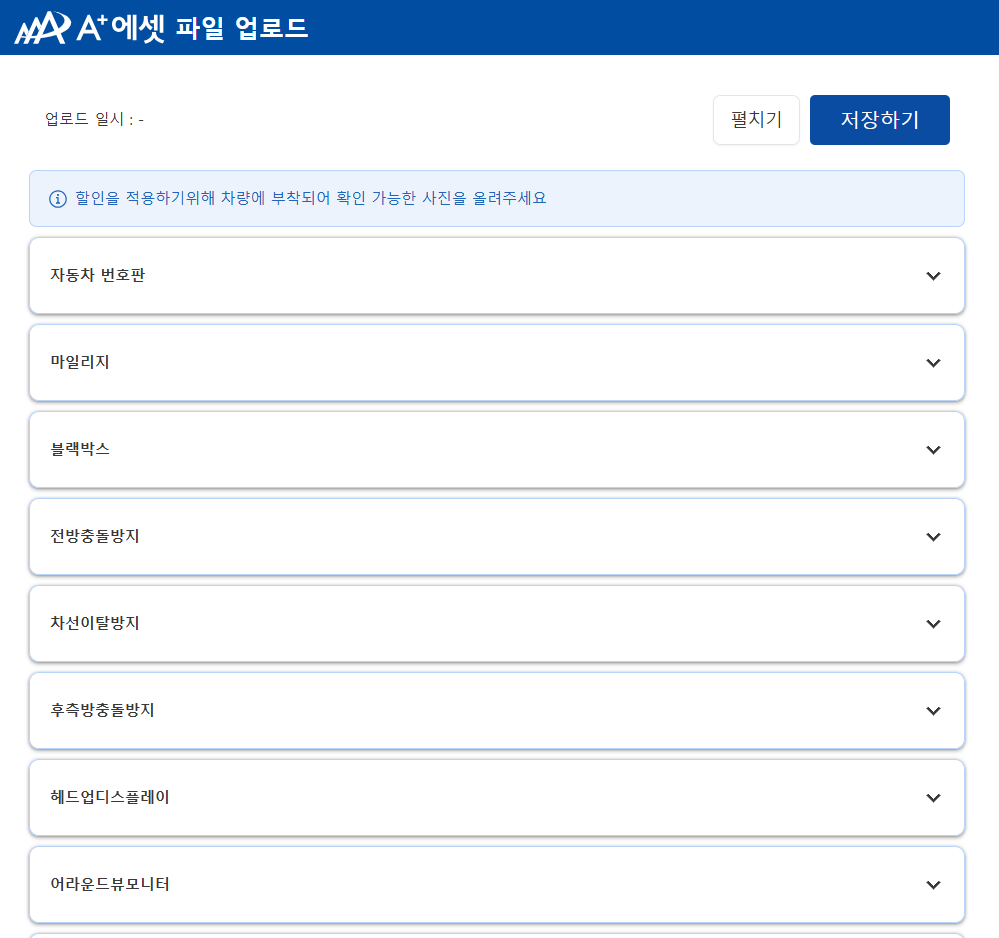 A⁺에셋 파일 업로드
업로드 일시 : -
펼치기
저장하기
할인을 적용하기위해 차량에 부착되어 확인 가능한 사진을 올려주세요
자동차 번호판
마일리지
블랙박스
전방충돌방지
차선이탈방지
후측방충돌방지
헤드업디스플레이
어라운드뷰모니터